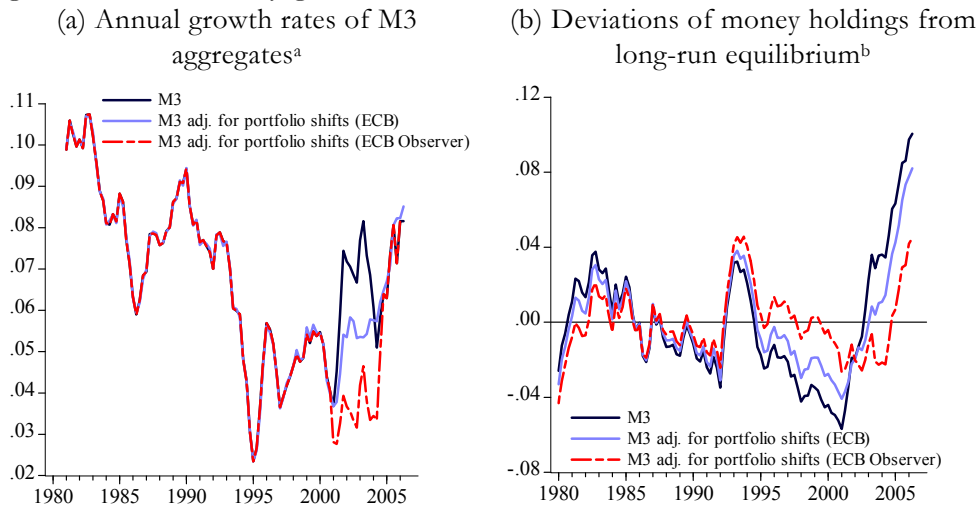 (a) Annual growth rates of M3
aggregatesᵃ
.11
.10
.09
.08
.07
.06
.05
.04
.03
.02
1980 1985 1990 1995 2000 2005
M3
M3 adj. for portfolio shifts (ECB)
M3 adj. for portfolio shifts (ECB Observer)
(b) Deviations of money holdings from
long-run equilibriumᵇ
.12
.08
.04
.00
-.04
-.08
1980 1985 1990 1995 2000 2005
M3
M3 adj. for portfolio shifts (ECB)
M3 adj. for portfolio shifts (ECB Observer)